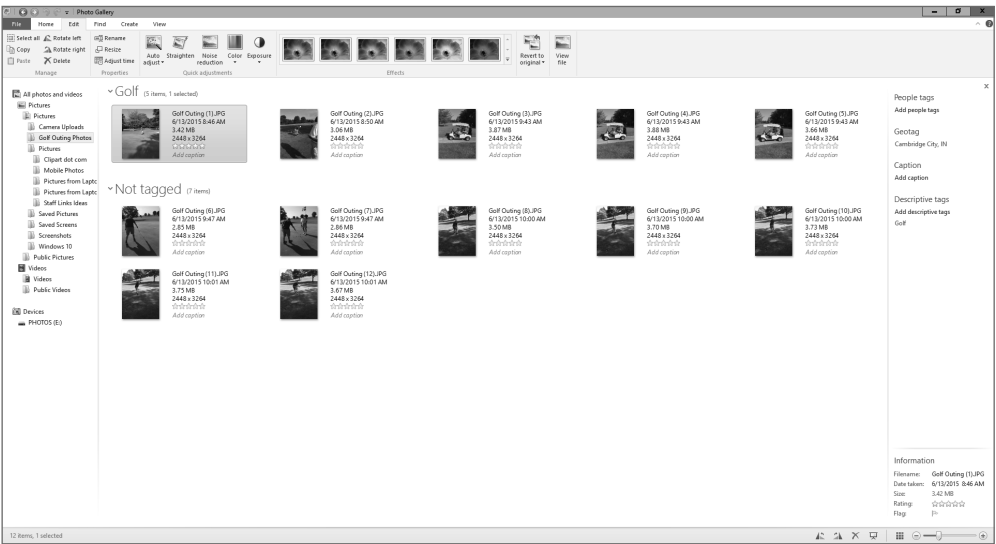 Photo Gallery
File Home Edit Find Create View
Select all Rotate left Rename
Copy Rotate right Resize
Paste Delete Adjust time
Auto adjust Straighten Noise reduction Color Exposure
Revert to original View file
Manage Properties Quick adjustments Effects
All photos and videos
Pictures
Pictures
Camera Uploads
Golf Outing Photos
Pictures
Clipart dot com
Mobile Photos
Pictures from Laptc
Pictures from Laptc
Staff Links Ideas
Saved Pictures
Saved Screens
Screenshots
Windows 10
Public Pictures
Videos
Videos
Public Videos
Devices
PHOTOS (E:)
Golf (5 items, 1 selected)
Golf Outing (1).JPG
6/13/2015 8:46 AM
3.42 MB
2448 x 3264
Add caption
Golf Outing (2).JPG
6/13/2015 8:50 AM
3.06 MB
2448 x 3264
Add caption
Golf Outing (3).JPG
6/13/2015 9:43 AM
3.87 MB
2448 x 3264
Add caption
Golf Outing (4).JPG
6/13/2015 9:43 AM
3.88 MB
2448 x 3264
Add caption
Golf Outing (5).JPG
6/13/2015 9:43 AM
3.66 MB
2448 x 3264
Add caption
Not tagged (7 items)
Golf Outing (6).JPG
6/13/2015 9:47 AM
2.85 MB
2448 x 3264
Add caption
Golf Outing (7).JPG
6/13/2015 9:47 AM
2.86 MB
2448 x 3264
Add caption
Golf Outing (8).JPG
6/13/2015 10:00 AM
3.50 MB
2448 x 3264
Add caption
Golf Outing (9).JPG
6/13/2015 10:00 AM
3.70 MB
2448 x 3264
Add caption
Golf Outing (10).JPG
6/13/2015 10:00 AM
3.73 MB
2448 x 3264
Add caption
Golf Outing (11).JPG
6/13/2015 10:01 AM
3.75 MB
2448 x 3264
Add caption
Golf Outing (12).JPG
6/13/2015 10:01 AM
3.67 MB
2448 x 3264
Add caption
People tags
Add people tags
Geotag
Cambridge City, IN
Caption
Add caption
Descriptive tags
Add descriptive tags
Golf
Information
Filename: Golf Outing (1).JPG
Date taken: 6/13/2015 8:46 AM
Size: 3.42 MB
Rating:
Flag:
12 items, 1 selected